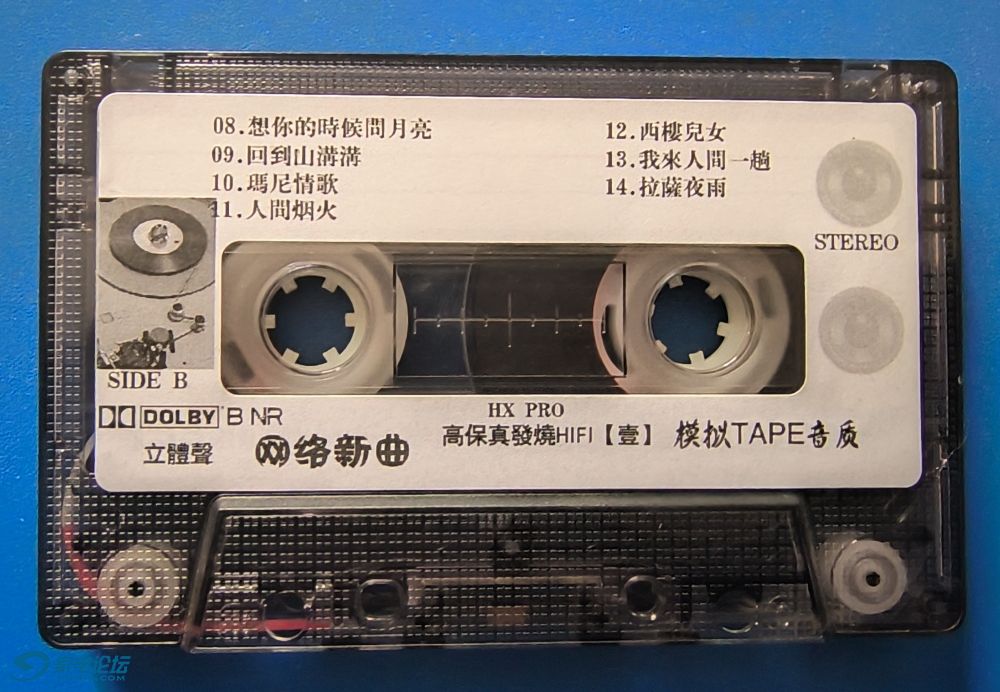 08.想你的時候問月亮
09.回到山溝溝
10.瑪尼情歌
11.人間烟火
12.西樓兒女
13.我來人間一趟
14.拉薩夜雨
STEREO
SIDE B
DOLBY B NR
HX PRO
立體聲
网络新曲
高保真發燒HIFI【壹】
模拟TAPE音质
论坛